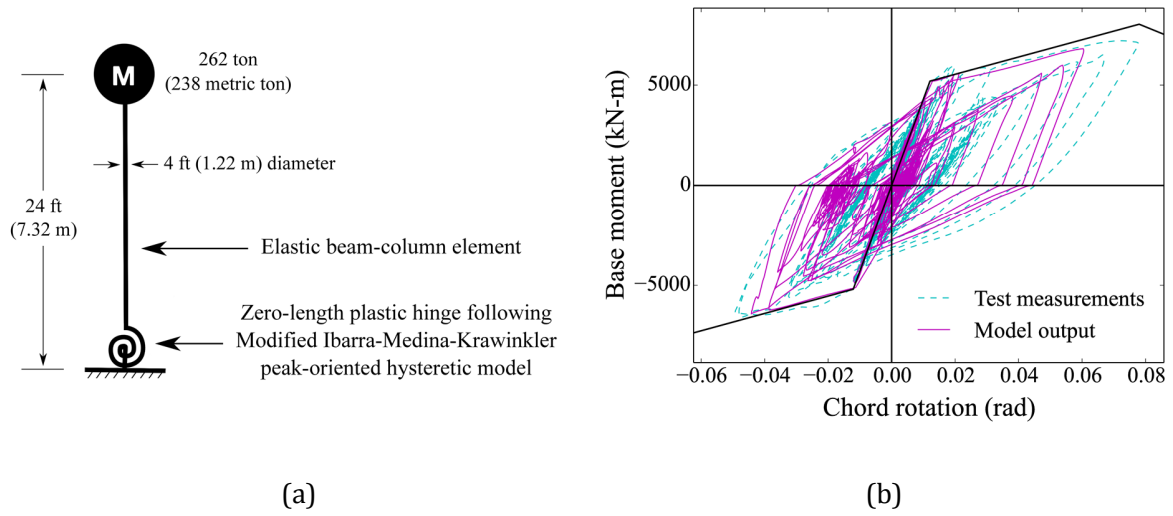 M
262 ton
(238 metric ton)
4 ft (1.22 m) diameter
24 ft
(7.32 m)
Elastic beam-column element
Zero-length plastic hinge following
Modified Ibarra-Medina-Krawinkler
peak-oriented hysteretic model
(a)
Base moment (kN-m)
5000
0
−5000
Test measurements
Model output
−0.06 −0.04 −0.02 0.00 0.02 0.04 0.06 0.08
Chord rotation (rad)
(b)